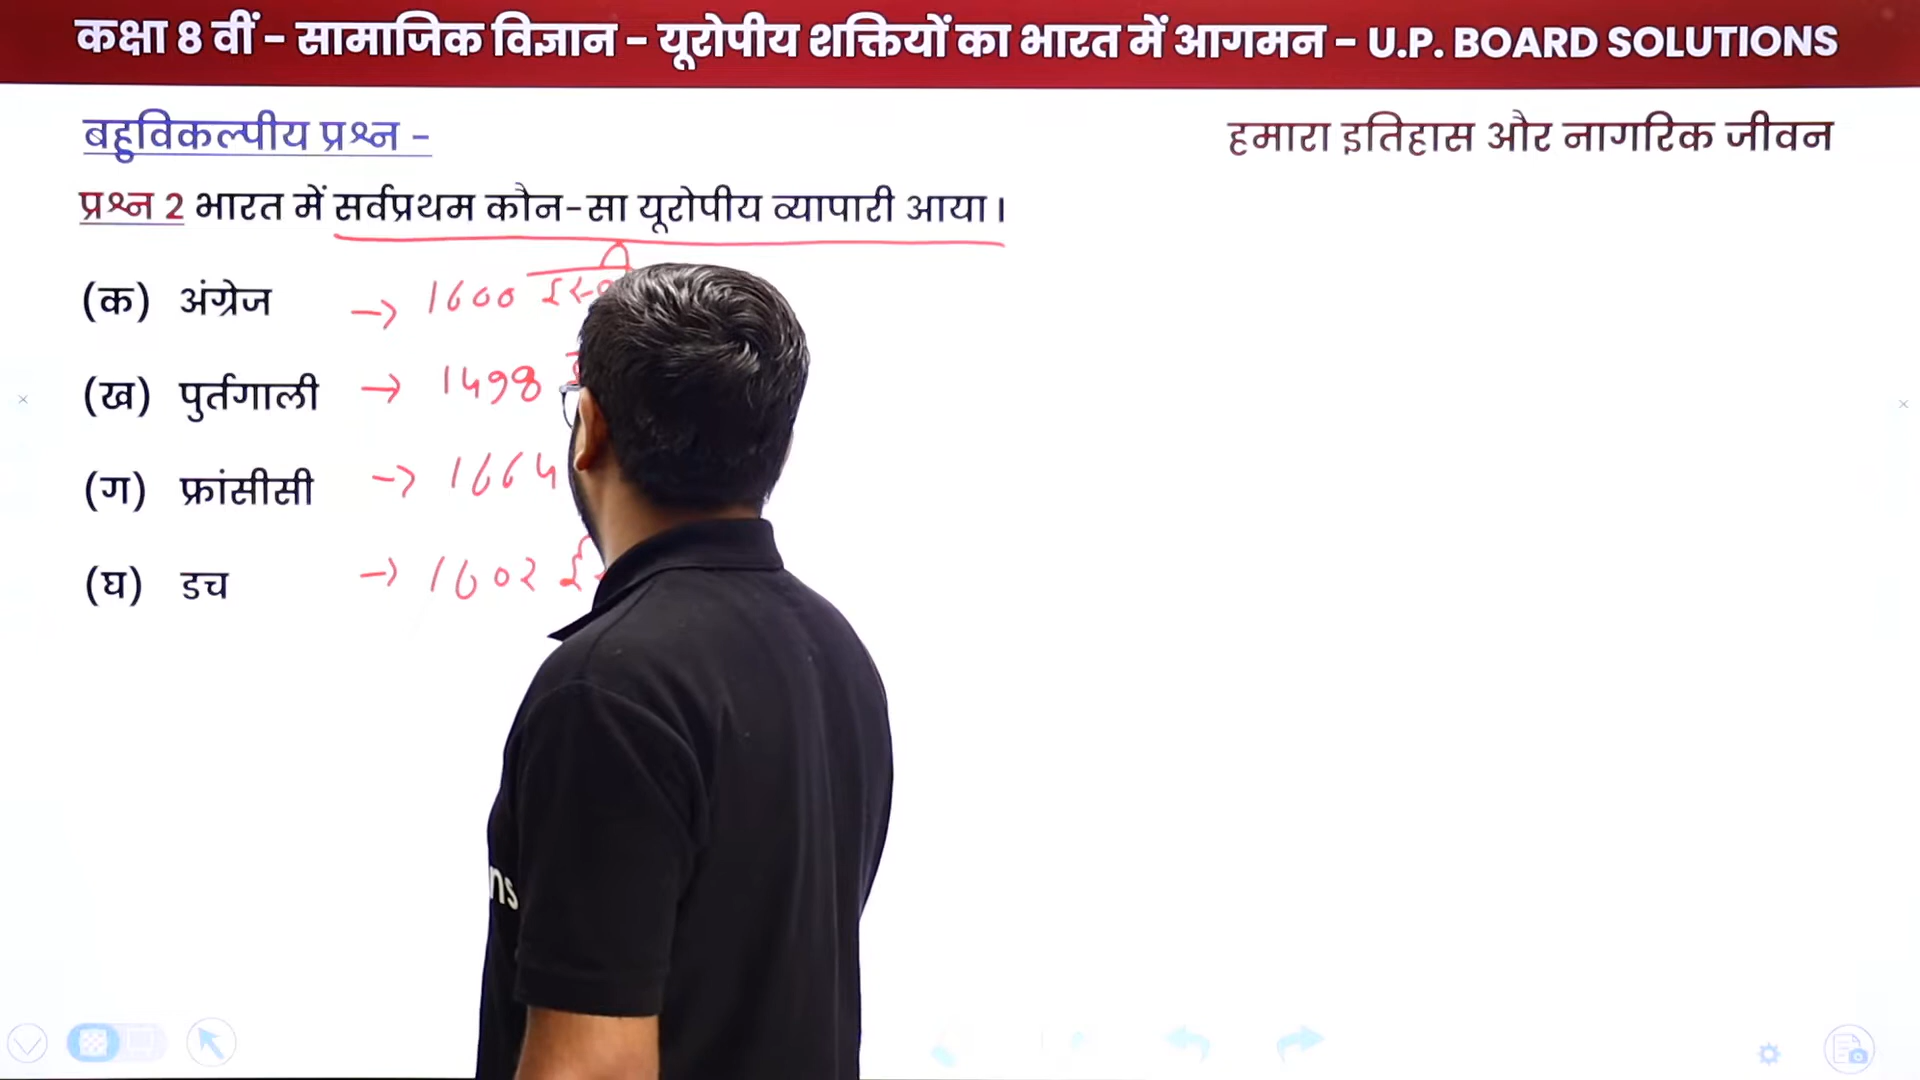 कक्षा 8 वीं - सामाजिक विज्ञान - यूरोपीय शक्तियों का भारत में आगमन - U.P. BOARD SOLUTIONS
बहुविकल्पीय प्रश्न -
हमारा इतिहास और नागरिक जीवन
प्रश्न 2 भारत में सर्वप्रथम कौन-सा यूरोपीय व्यापारी आया।
(क) अंग्रेज → 1600
(ख) पुर्तगाली → 1498
(ग) फ्रांसीसी → 1664
(घ) डच → 1602
ns